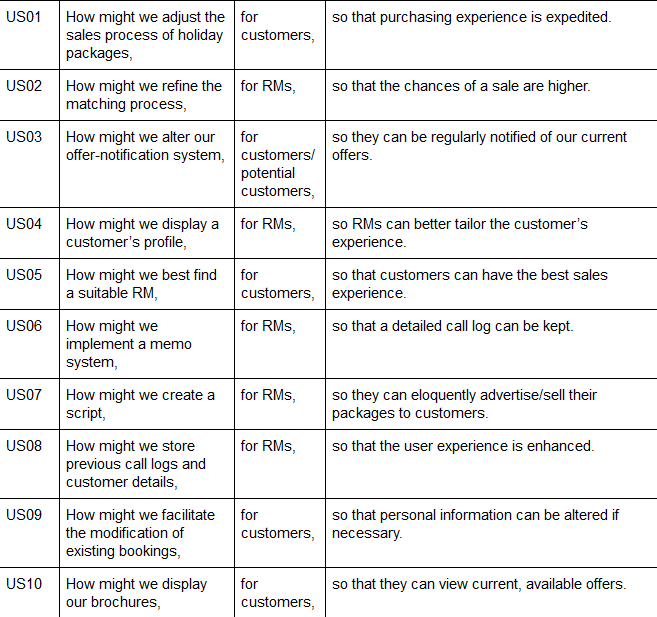 US01 How might we adjust the for so that purchasing experience is expedited.
sales process of holiday customers,
packages,
US02 How might we refine the for RMs, so that the chances of a sale are higher.
matching process,
US03 How might we alter our for so they can be regularly notified of our current
offer-notification system, customers/ offers.
potential
customers,
US04 How might we display a for RMs, so RMs can better tailor the customer’s
customer’s profile, experience.
US05 How might we best find for so that customers can have the best sales
a suitable RM, customers, experience.
US06 How might we for RMs, so that a detailed call log can be kept.
implement a memo
system,
US07 How might we create a for RMs, so they can eloquently advertise/sell their
script, packages to customers.
US08 How might we store for RMs, so that the user experience is enhanced.
previous call logs and
customer details,
US09 How might we facilitate for so that personal information can be altered if
the modification of customers, necessary.
existing bookings,
US10 How might we display for so that they can view current, available offers.
our brochures, customers,